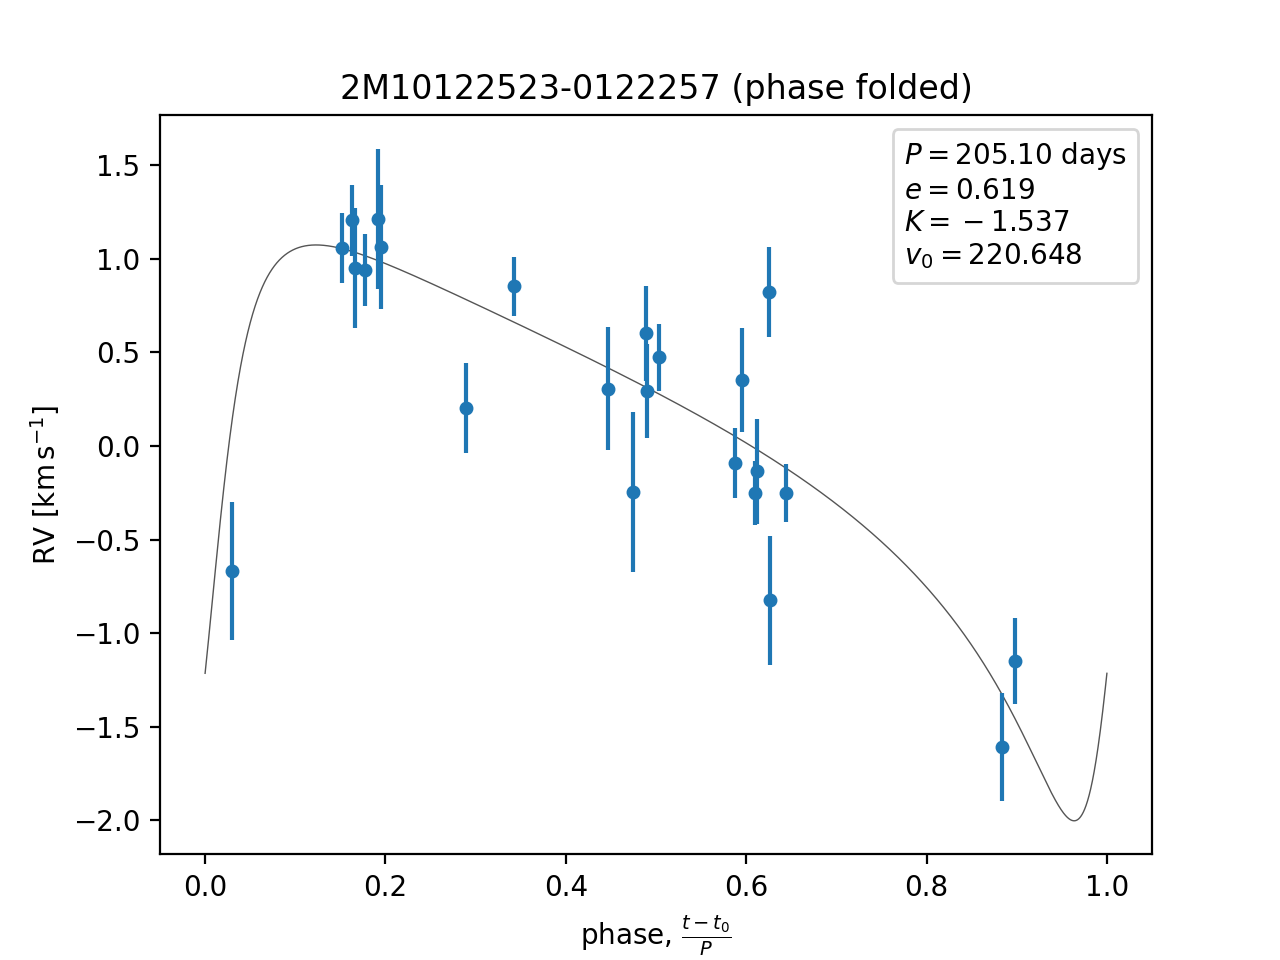 2M10122523-0122257 (phase folded)
P = 205.10 days
e = 0.619
K = −1.537
v₀ = 220.648
1.5
1.0
0.5
0.0
−0.5
−1.0
−1.5
−2.0
RV [km s⁻¹]
0.0 0.2 0.4 0.6 0.8 1.0
phase, (t − t₀)/P